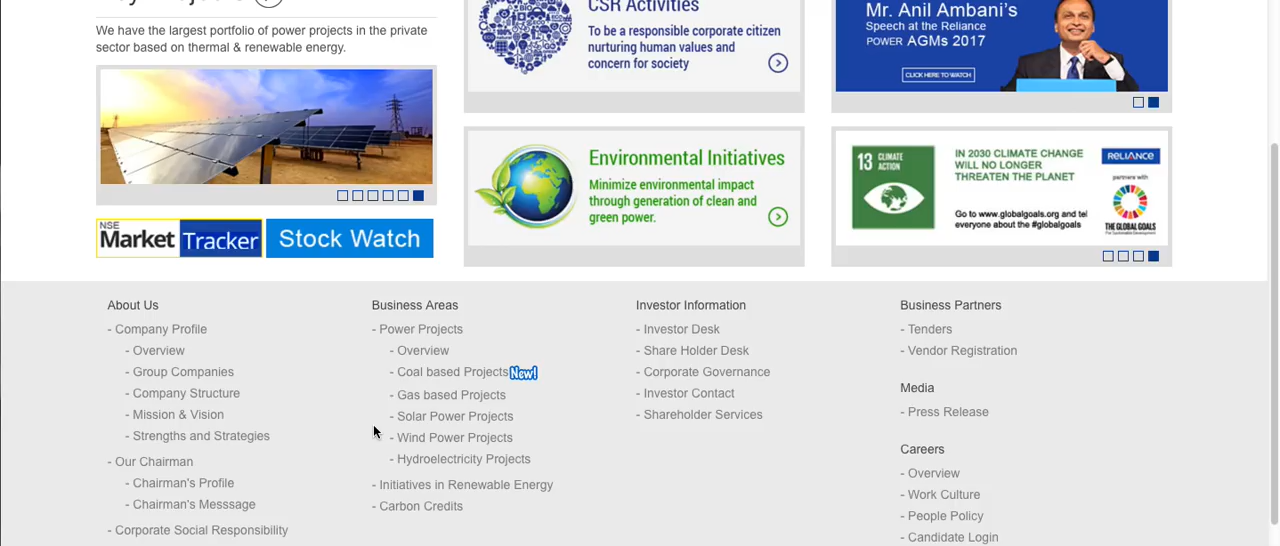 We have the largest portfolio of power projects in the private
sector based on thermal & renewable energy.
NSE
Market Tracker
Stock Watch
CSR Activities
To be a responsible corporate citizen
nurturing human values and
concern for society
Environmental Initiatives
Minimize environmental impact
through generation of clean and
green power.
Mr. Anil Ambani's
Speech at the Reliance
POWER AGMs 2017
CLICK HERE TO WATCH
13 CLIMATE
ACTION
IN 2030 CLIMATE CHANGE
WILL NO LONGER
THREATEN THE PLANET
Go to www.globalgoals.org and tel
everyone about the #globalgoals
RELIANCE
partners with
THE GLOBAL GOALS
About Us
- Company Profile
- Overview
- Group Companies
- Company Structure
- Mission & Vision
- Strengths and Strategies
- Our Chairman
- Chairman's Profile
- Chairman's Messsage
- Corporate Social Responsibility
Business Areas
- Power Projects
- Overview
- Coal based Projects New!
- Gas based Projects
- Solar Power Projects
- Wind Power Projects
- Hydroelectricity Projects
- Initiatives in Renewable Energy
- Carbon Credits
Investor Information
- Investor Desk
- Share Holder Desk
- Corporate Governance
- Investor Contact
- Shareholder Services
Business Partners
- Tenders
- Vendor Registration
Media
- Press Release
Careers
- Overview
- Work Culture
- People Policy
- Candidate Login